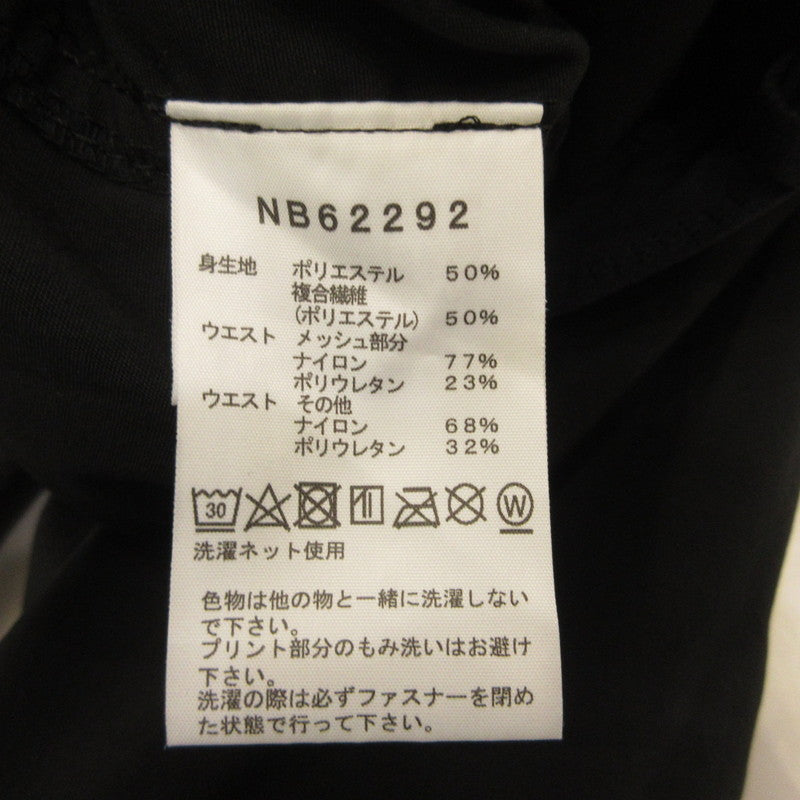 NB62292
身生地 ポリエステル 50%
複合繊維
(ポリエステル) 50%
ウエスト メッシュ部分
ナイロン 77%
ポリウレタン 23%
ウエスト その他
ナイロン 68%
ポリウレタン 32%
30 W
洗濯ネット使用
色物は他の物と一緒に洗濯しない
で下さい。
プリント部分のもみ洗いはお避け
下さい。
洗濯の際は必ずファスナーを閉め
た状態で行って下さい。